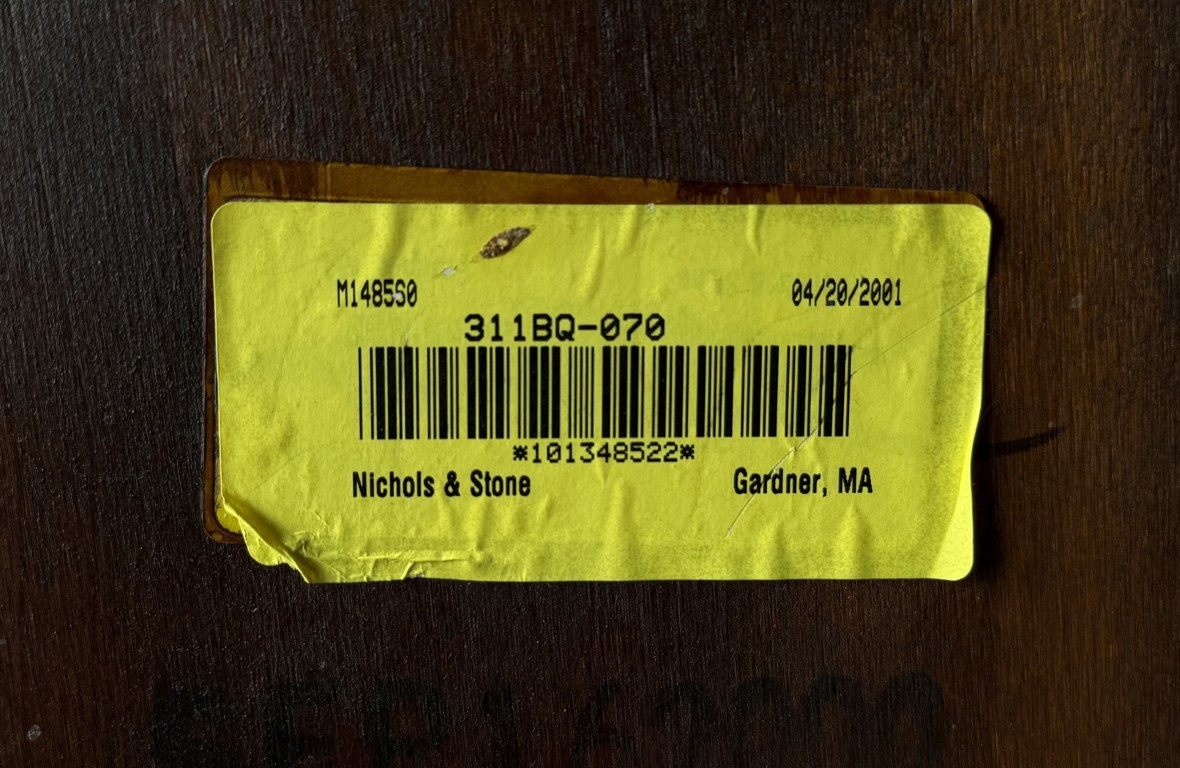 M148560 04/20/2001
311BQ-070
*101348522*
Nichols & Stone Gardner, MA